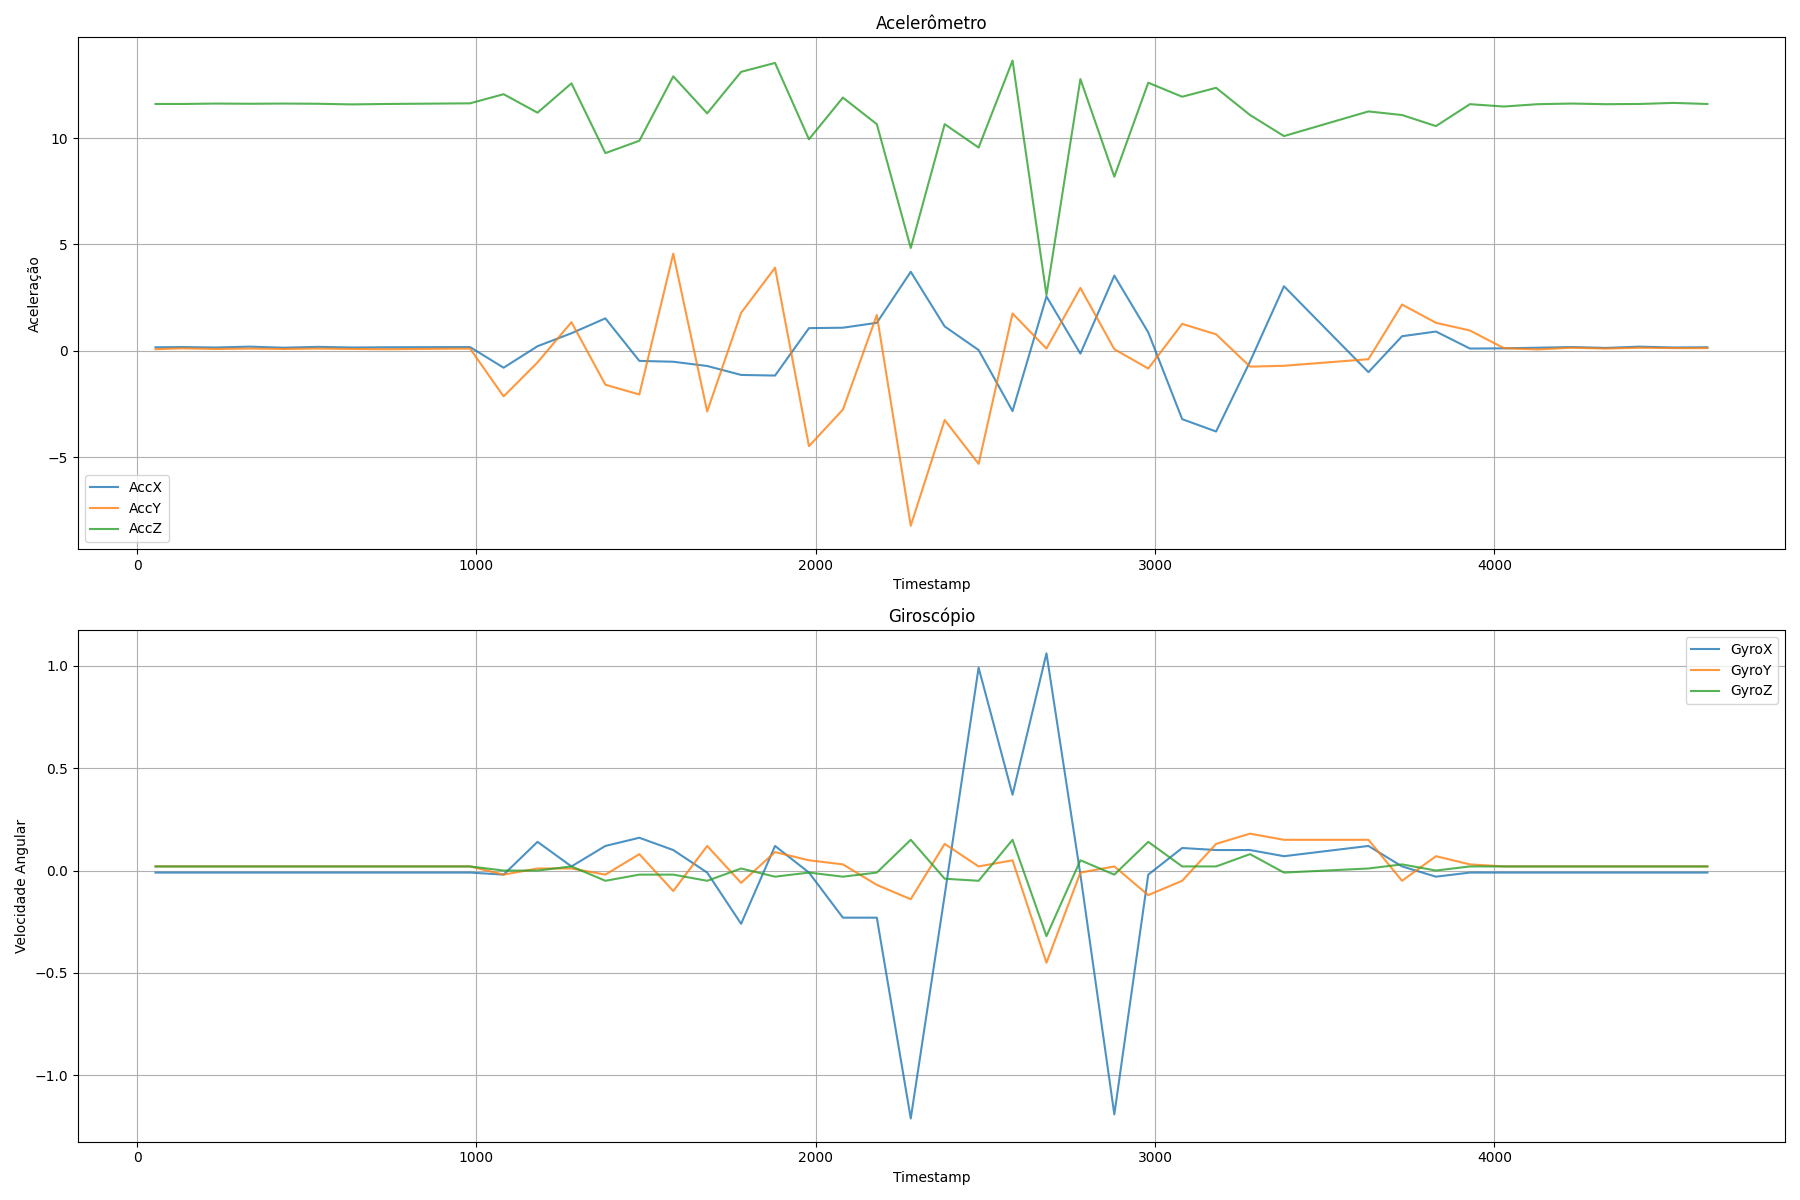 Acelerômetro
Aceleração
10
5
0
−5
AccX
AccY
AccZ
0 1000 2000 3000 4000
Timestamp
Giroscópio
Velocidade Angular
1.0
0.5
0.0
−0.5
−1.0
GyroX
GyroY
GyroZ
0 1000 2000 3000 4000
Timestamp